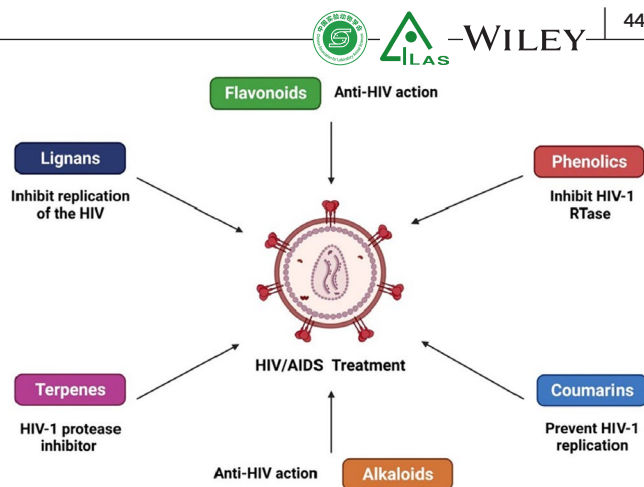 ILAS
WILEY
44
Flavonoids
Anti-HIV action
Lignans
Inhibit replication
of the HIV
Phenolics
Inhibit HIV-1
RTase
HIV/AIDS Treatment
Terpenes
HIV-1 protease
inhibitor
Coumarins
Prevent HIV-1
replication
Anti-HIV action
Alkaloids